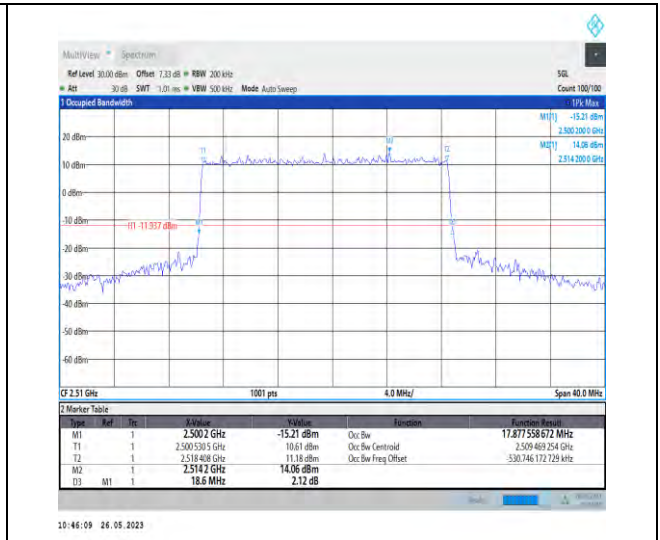 MultiView Spectrum
Ref Level 30.00 dBm Offset 7.33 dB RBW 200 kHz SGL
Att 30 dB SWT 1.01 ms VBW 500 kHz Mode Auto Sweep Count 100/100
1 Occupied Bandwidth 1Pk Max
M1[1] -15.21 dBm
2.500 200 0 GHz
M2[1] 14.06 dBm
2.514 200 0 GHz
20 dBm
T1 M2 T2
10 dBm
0 dBm
-10 dBm
H1 -11.937 dBm M1
-20 dBm
-30 dBm
-40 dBm
-50 dBm
-60 dBm
CF 2.51 GHz 1001 pts 4.0 MHz/ Span 40.0 MHz
2 Marker Table
Type Ref Trc X-Value Y-Value Function Function Result
M1 1 2.5002 GHz -15.21 dBm Occ Bw 17.877 558 672 MHz
T1 1 2.500 530 5 GHz 10.61 dBm Occ Bw Centroid 2.509 469 254 GHz
T2 1 2.518 408 GHz 11.18 dBm Occ Bw Freq Offset -530.746 172 729 kHz
M2 1 2.5142 GHz 14.06 dBm
D3 M1 1 18.6 MHz 2.12 dB
10:46:09 26.05.2023